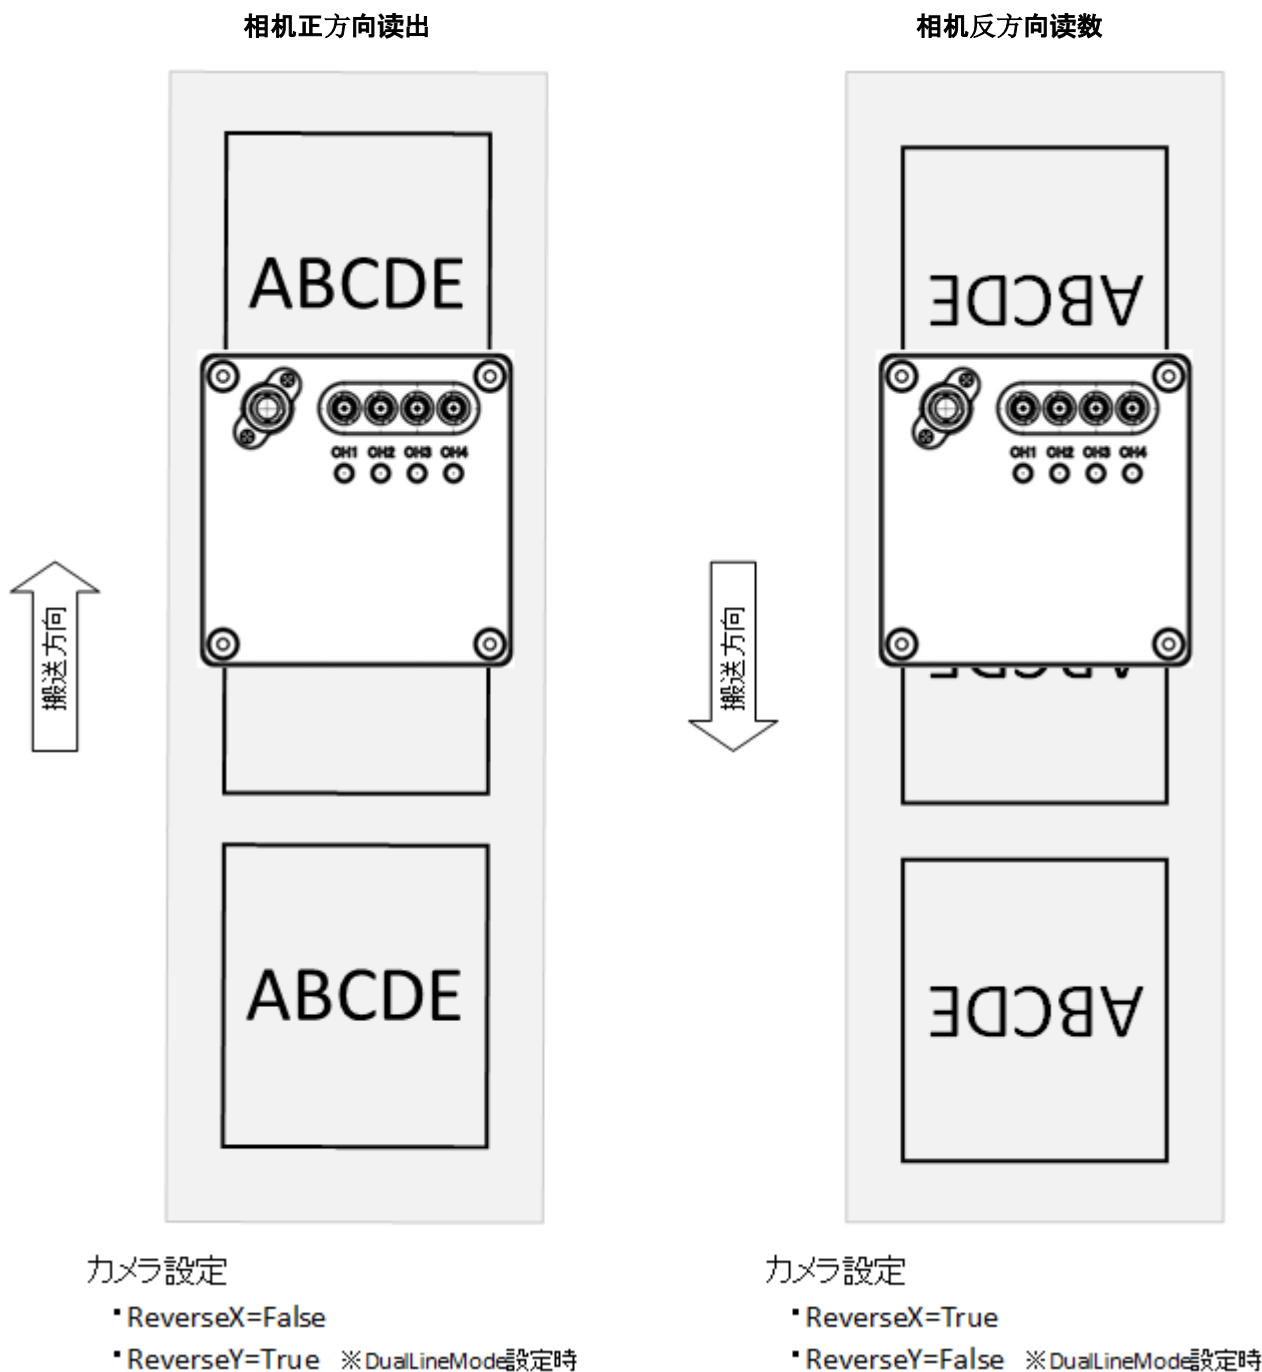 相机正方向读出
ABCDE
CH1 CH2 CH3 CH4
搬送方向
ABCDE
カメラ設定
・ReverseX=False
・ReverseY=True ※DualLineMode設定時
相机反方向读数
ABCDE
CH1 CH2 CH3 CH4
搬送方向
ABCDE
ABCDE
カメラ設定
・ReverseX=True
・ReverseY=False ※DualLineMode設定時